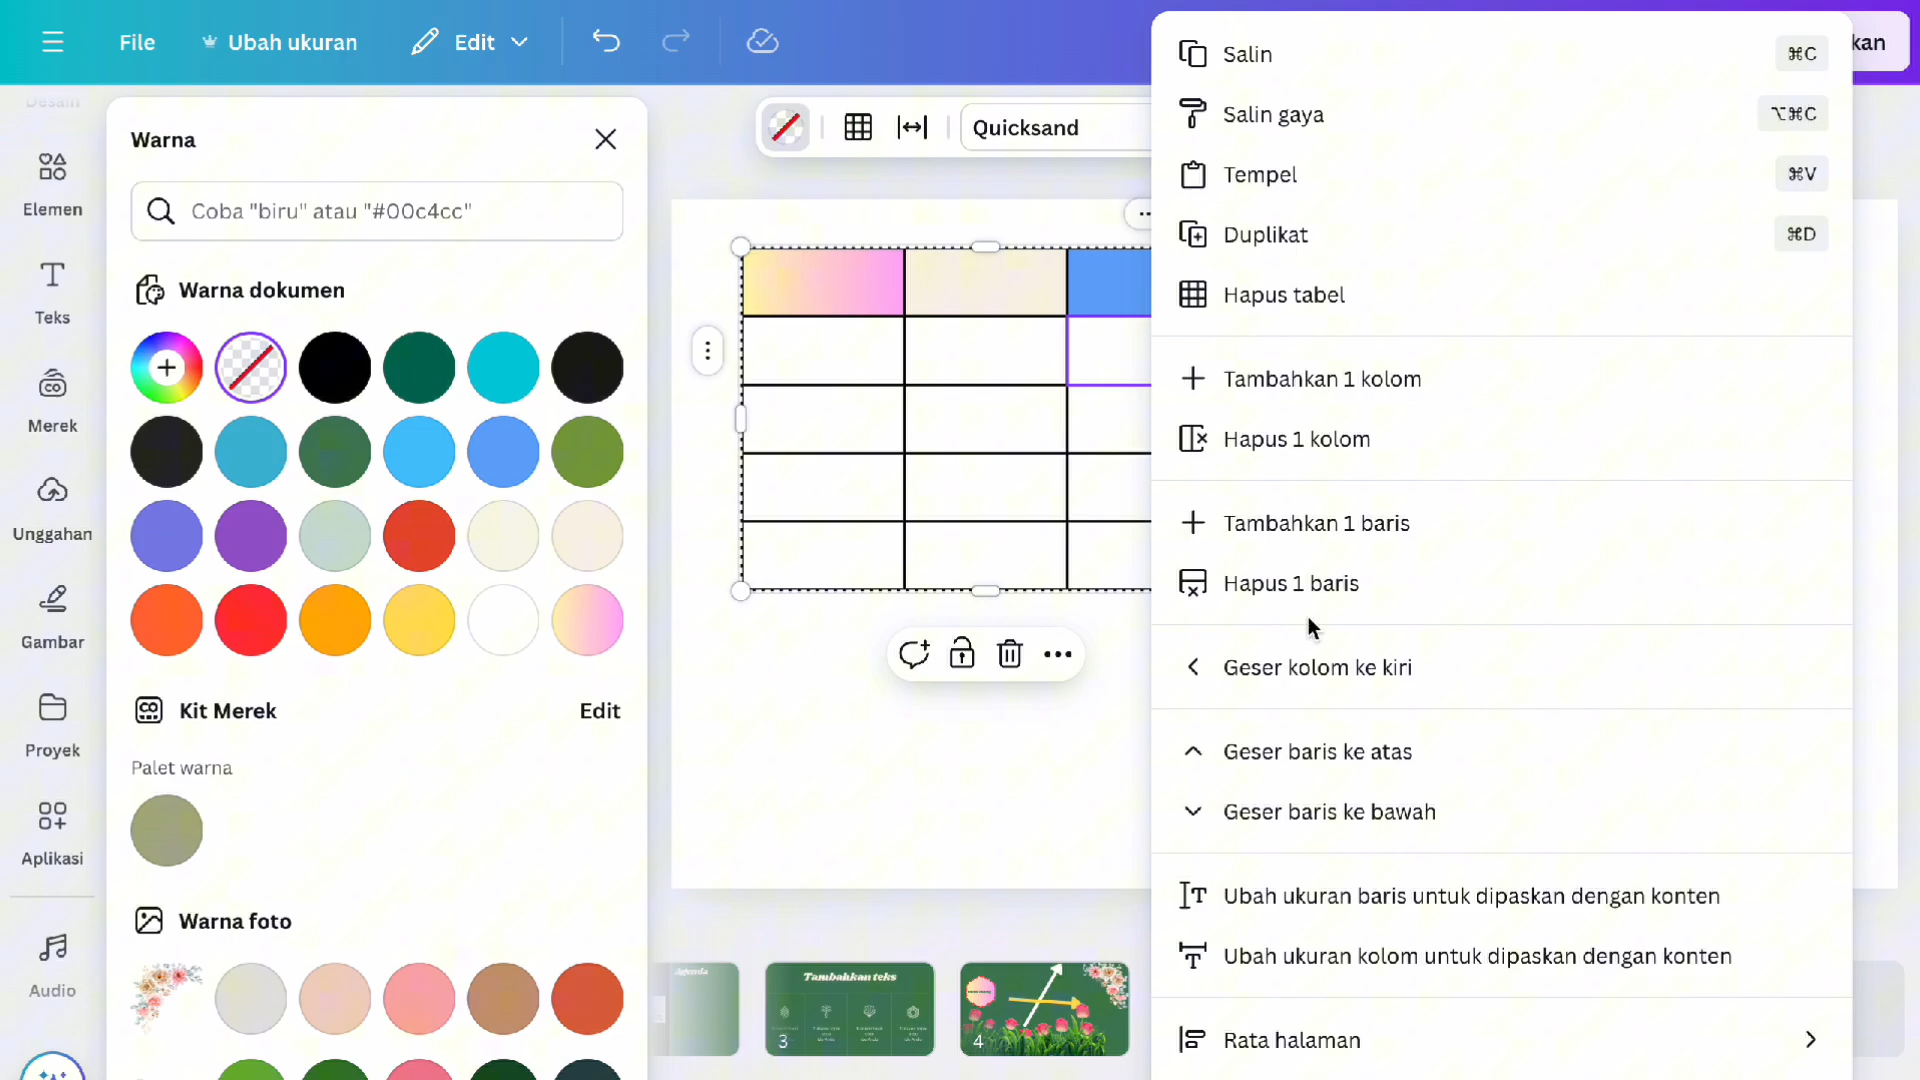 File
Ubah ukuran
Edit
kan
Desain
Elemen
Teks
Merek
Unggahan
Gambar
Proyek
Aplikasi
Audio
Warna
Coba "biru" atau "#00c4cc"
Warna dokumen
Kit Merek
Edit
Palet warna
Warna foto
Quicksand
Agenda
Tambahkan teks
3
4
Salin
⌘C
Salin gaya
⌥⌘C
Tempel
⌘V
Duplikat
⌘D
Hapus tabel
Tambahkan 1 kolom
Hapus 1 kolom
Tambahkan 1 baris
Hapus 1 baris
Geser kolom ke kiri
Geser baris ke atas
Geser baris ke bawah
Ubah ukuran baris untuk dipaskan dengan konten
Ubah ukuran kolom untuk dipaskan dengan konten
Rata halaman